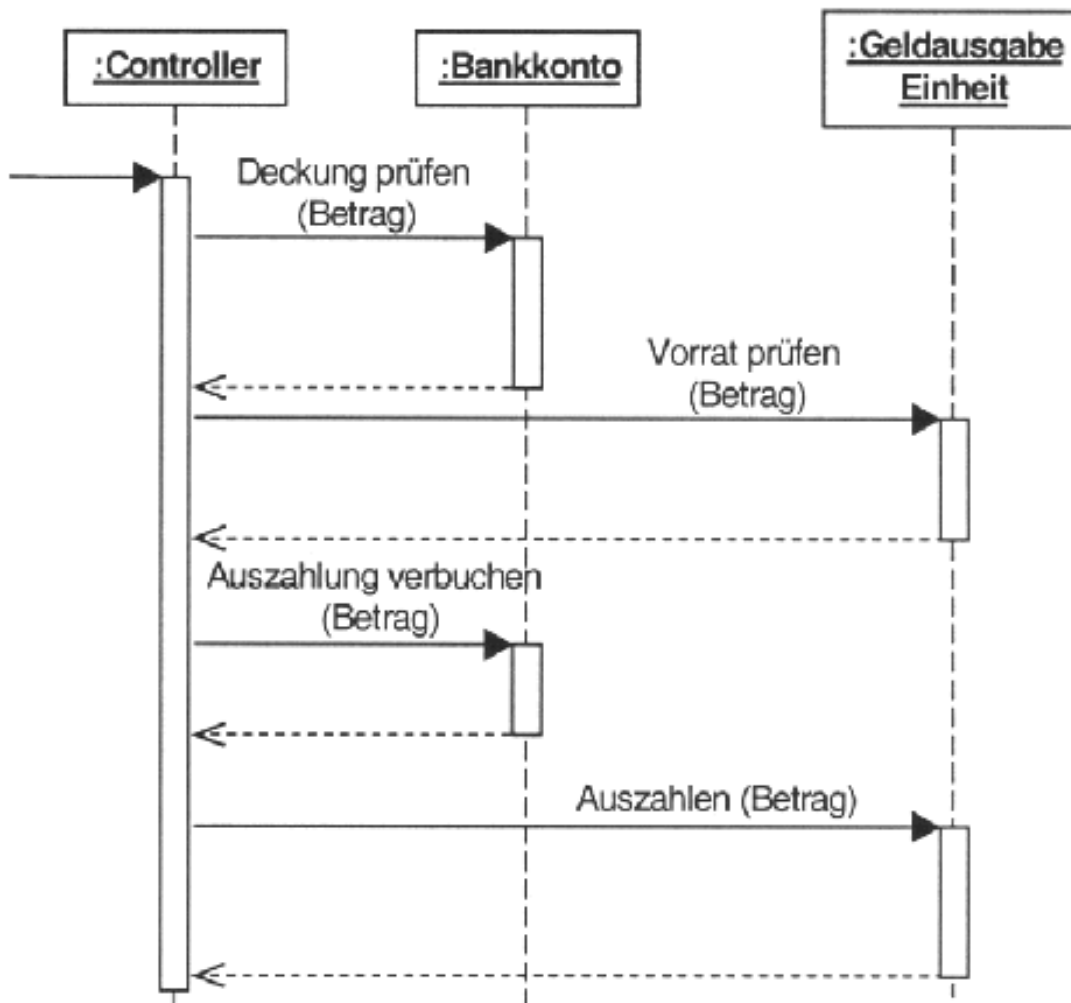 :Controller
:Bankkonto
:Geldausgabe
Einheit
Deckung prüfen
(Betrag)
Vorrat prüfen
(Betrag)
Auszahlung verbuchen
(Betrag)
Auszahlen (Betrag)